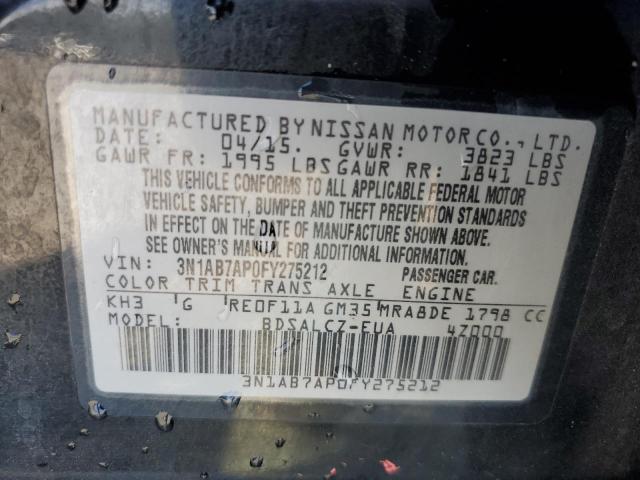 MANUFACTURED BY NISSAN MOTOR CO., LTD.
DATE: 04/15. GVWR: 3823 LBS
GAWR FR: 1995 LBS GAWR RR: 1841 LBS
THIS VEHICLE CONFORMS TO ALL APPLICABLE FEDERAL MOTOR
VEHICLE SAFETY, BUMPER AND THEFT PREVENTION STANDARDS
IN EFFECT ON THE DATE OF MANUFACTURE SHOWN ABOVE.
SEE OWNER'S MANUAL FOR ADDITIONAL INFORMATION.
VIN: 3N1AB7AP0FY275212 PASSENGER CAR.
COLOR TRIM TRANS AXLE ENGINE
KH3 'G 'RE0F11A GM35 MRA8DE 1798 CC
MODEL: BDSALCZ-EUA 4Z000
3N1AB7AP0FY275212